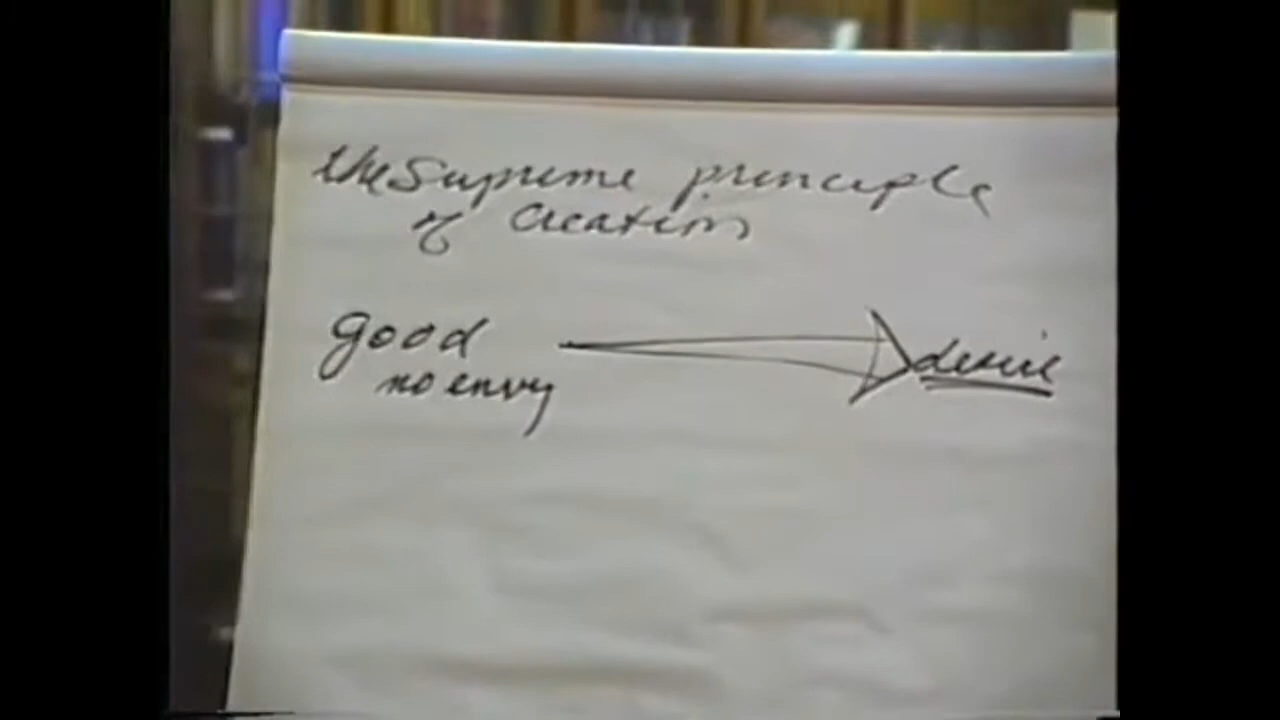 the Supreme principle
of Creation
good
no envy
desire